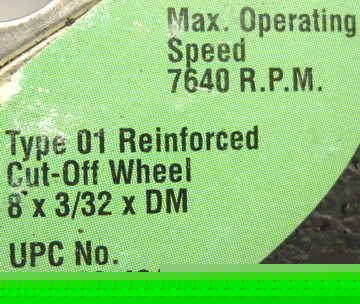 Max. Operating
Speed
7640 R.P.M.
Type 01 Reinforced
Cut-Off Wheel
8 x 3/32 x DM
UPC No.